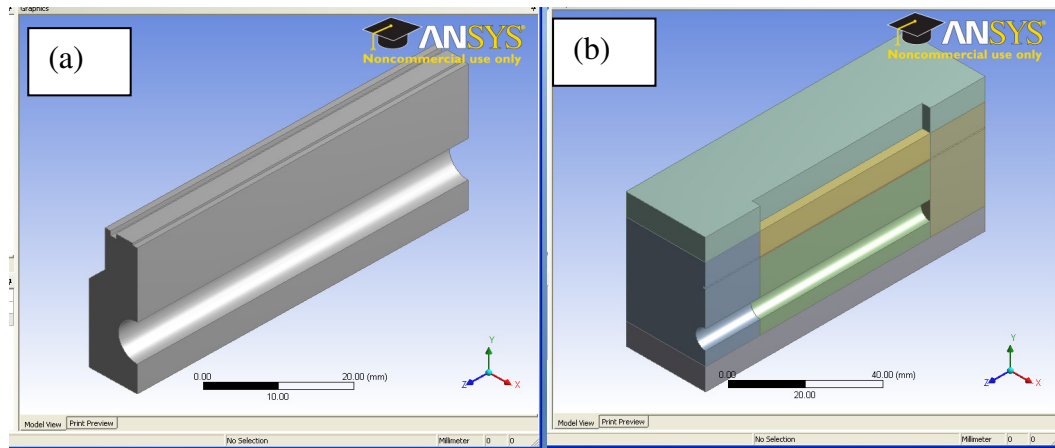 Graphics
(a)
ANSYS
Noncommercial use only
Y
Z
X
0.00
20.00 (mm)
10.00
Model View
Print Preview
No Selection
Millimeter
0
0
(b)
ANSYS
Noncommercial use only
Y
Z
X
0.00
40.00 (mm)
20.00
Model View
Print Preview
No Selection
Millimeter
0
0